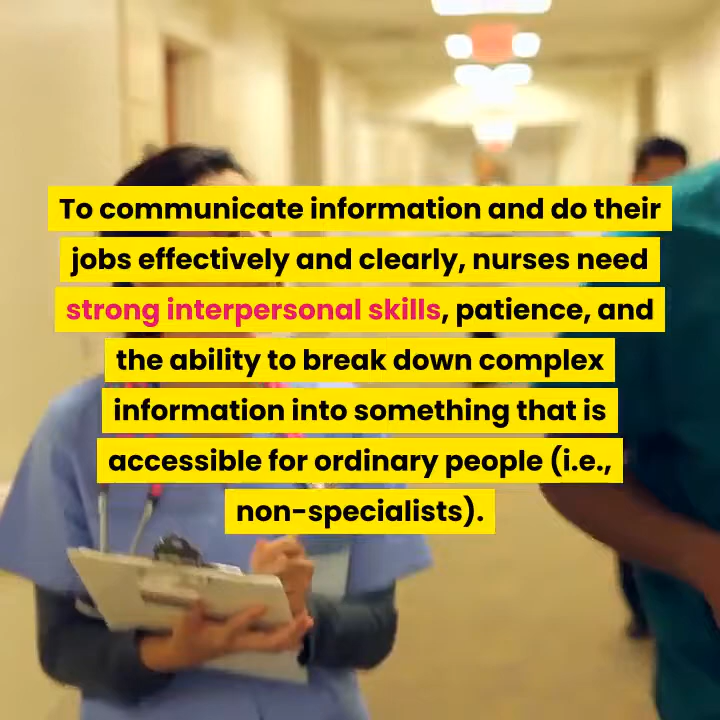 To communicate information and do their
jobs effectively and clearly, nurses need
strong interpersonal skills, patience, and
the ability to break down complex
information into something that is
accessible for ordinary people (i.e.,
non-specialists).